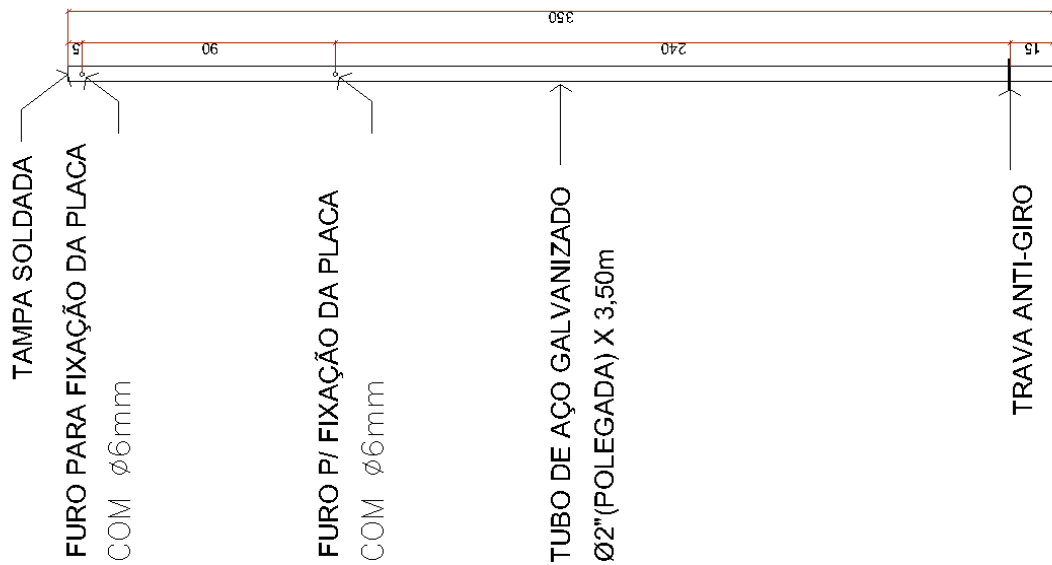 350
5
90
240
15
TAMPA SOLDADA
FURO PARA FIXAÇÃO DA PLACA
COM Ø6mm
FURO P/ FIXAÇÃO DA PLACA
COM Ø6mm
TUBO DE AÇO GALVANIZADO
Ø2"(POLEGADA) X 3,50m
TRAVA ANTI-GIRO